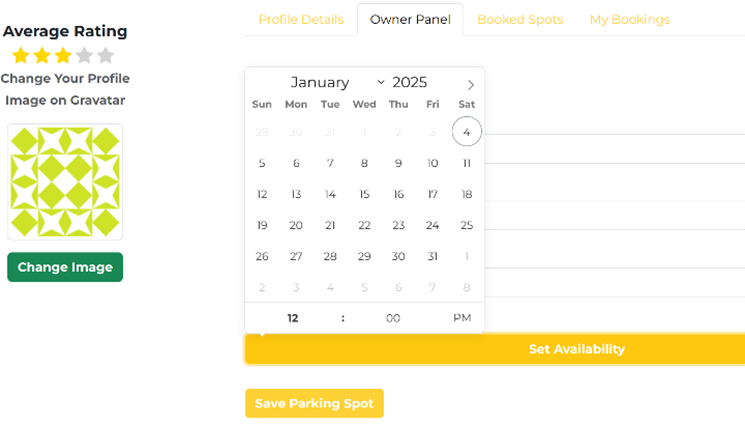 Profile Details Owner Panel Booked Spots My Bookings
Average Rating
Change Your Profile
Image on Gravatar
Change Image
January 2025
Sun Mon Tue Wed Thu Fri Sat
29 30 31 1 2 3 4
5 6 7 8 9 10 11
12 13 14 15 16 17 18
19 20 21 22 23 24 25
26 27 28 29 30 31 1
2 3 4 5 6 7 8
12 : 00 PM
Set Availability
Save Parking Spot